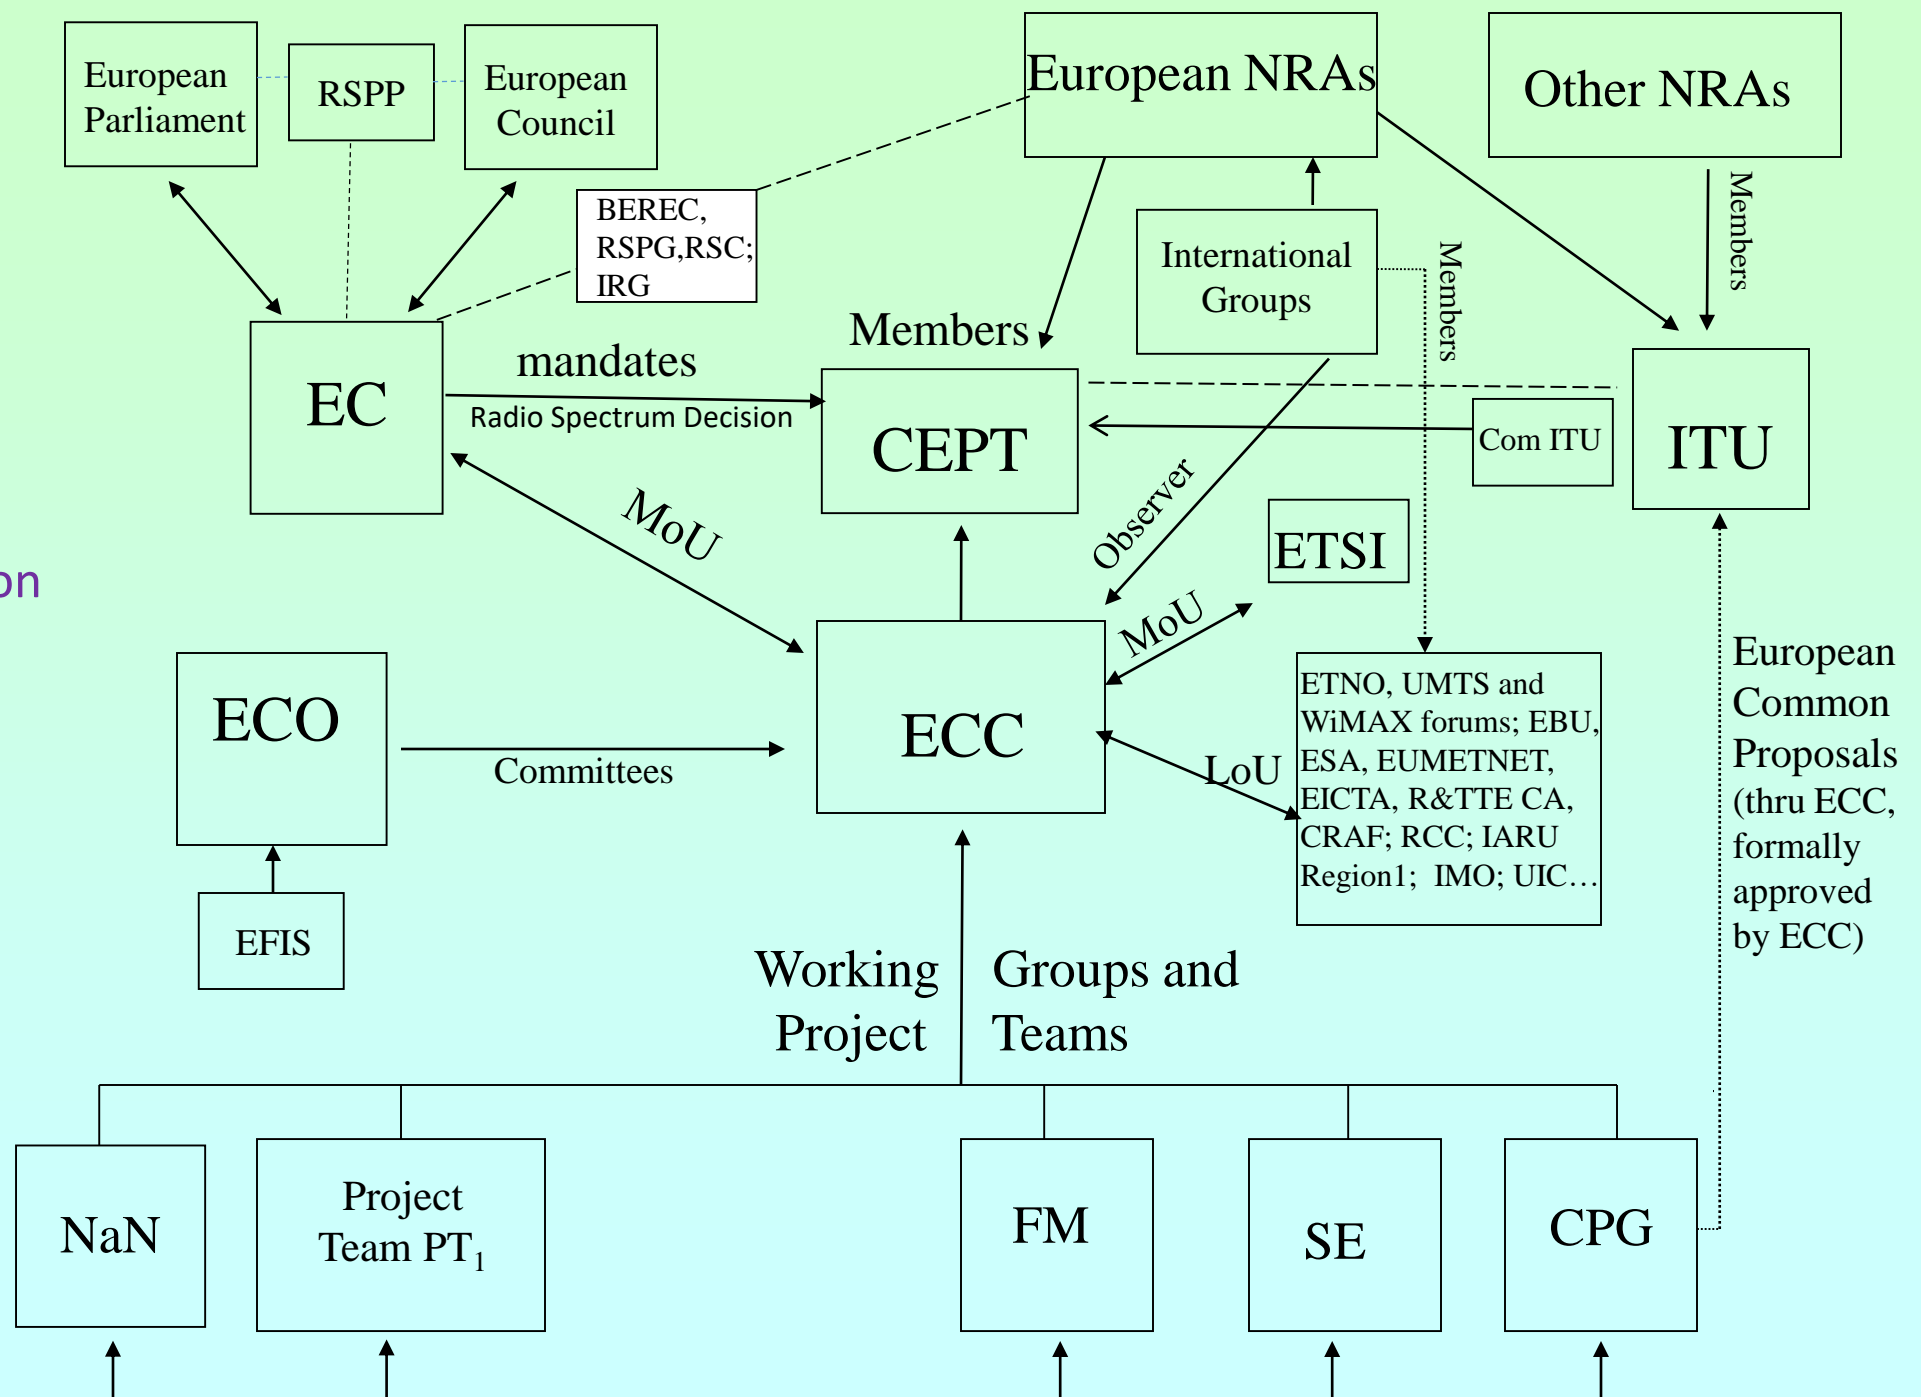 European
Parliament
RSPP
European
Council
European NRAs
Other NRAs
BEREC,
RSPG,RSC;
IRG
International
Groups
Members
Members
Members
mandates
Radio Spectrum Decision
EC
CEPT
Com ITU
ITU
MoU
Observer
ETSI
MoU
on
ECO
Committees
ECC
LoU
ETNO, UMTS and
WiMAX forums; EBU,
ESA, EUMETNET,
EICTA, R&TTE CA,
CRAF; RCC; IARU
Region1; IMO; UIC…
European
Common
Proposals
(thru ECC,
formally
approved
by ECC)
EFIS
Working Groups and
Project Teams
NaN
Project
Team PT1
FM
SE
CPG